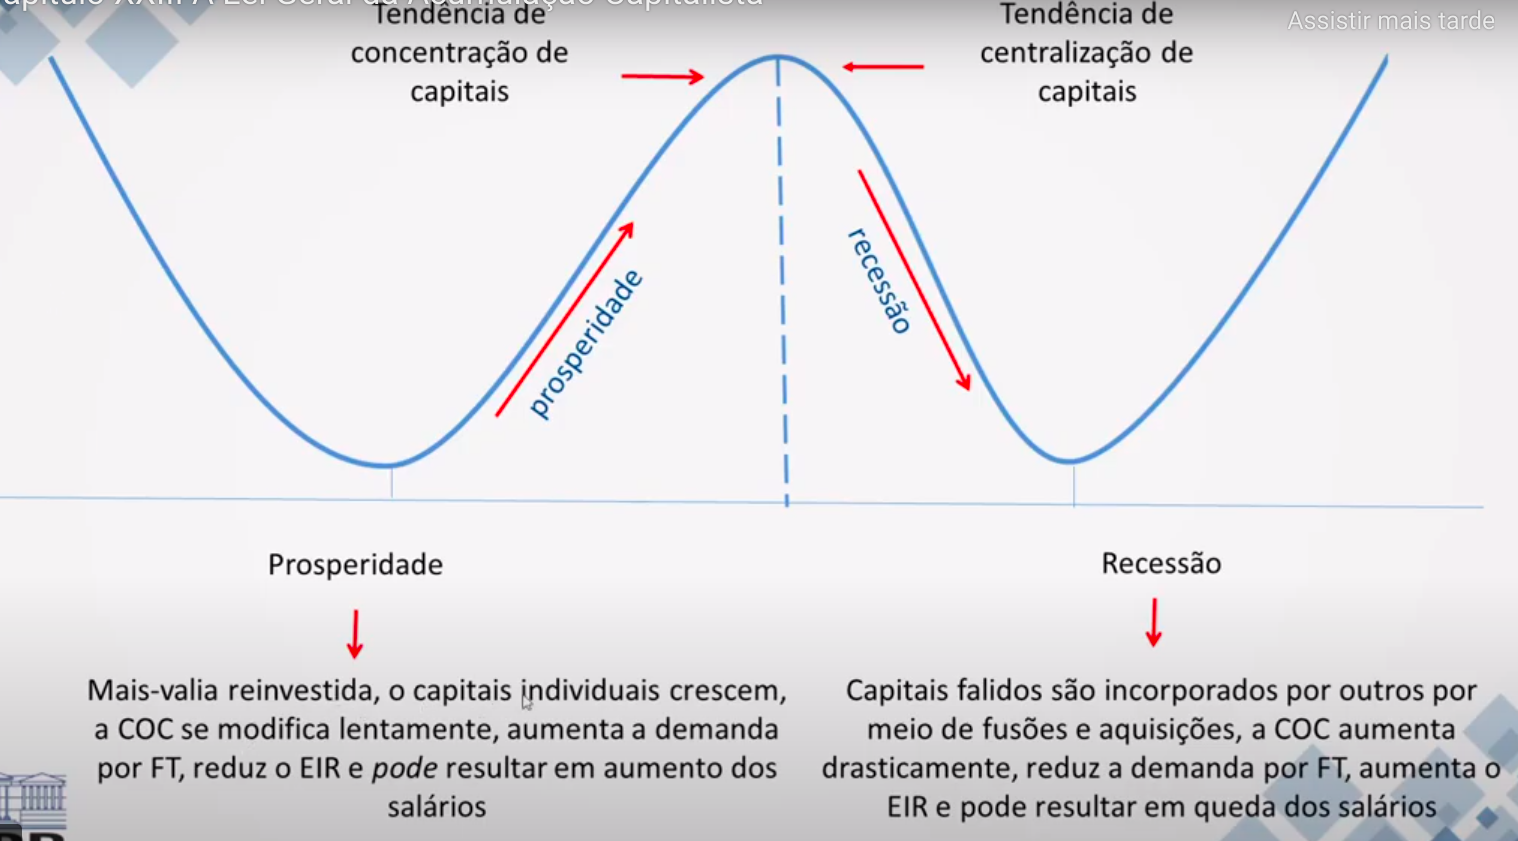 XXIII A Lei Geral da Acumulação Capitalista
Assistir mais tarde
Tendência de
concentração de
capitais
Tendência de
centralização de
capitais
prosperidade
recessão
Prosperidade
Mais-valia reinvestida, o capitais individuais crescem,
a COC se modifica lentamente, aumenta a demanda
por FT, reduz o EIR e pode resultar em aumento dos
salários
Recessão
Capitais falidos são incorporados por outros por
meio de fusões e aquisições, a COC aumenta
drasticamente, reduz a demanda por FT, aumenta o
EIR e pode resultar em queda dos salários